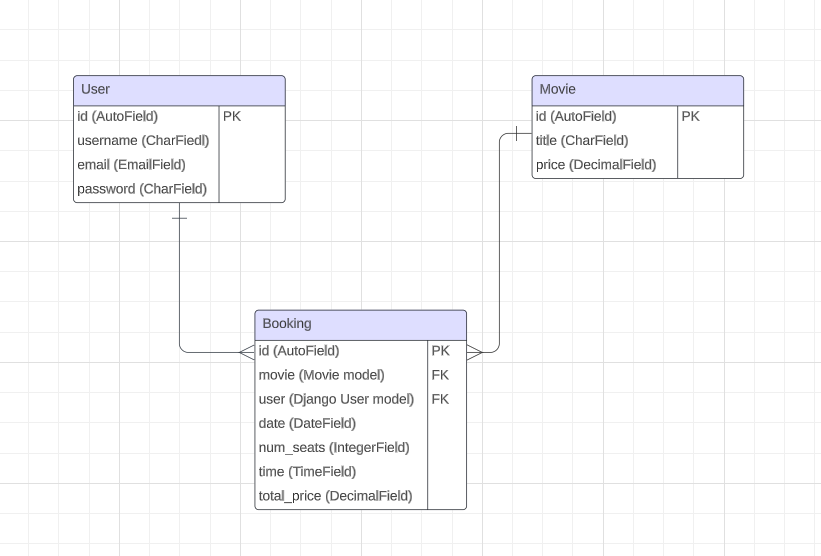 User
id (AutoField) PK
username (CharFiedl)
email (EmailField)
password (CharField)
Movie
id (AutoField) PK
title (CharField)
price (DecimalField)
Booking
id (AutoField) PK
movie (Movie model) FK
user (Django User model) FK
date (DateField)
num_seats (IntegerField)
time (TimeField)
total_price (DecimalField)